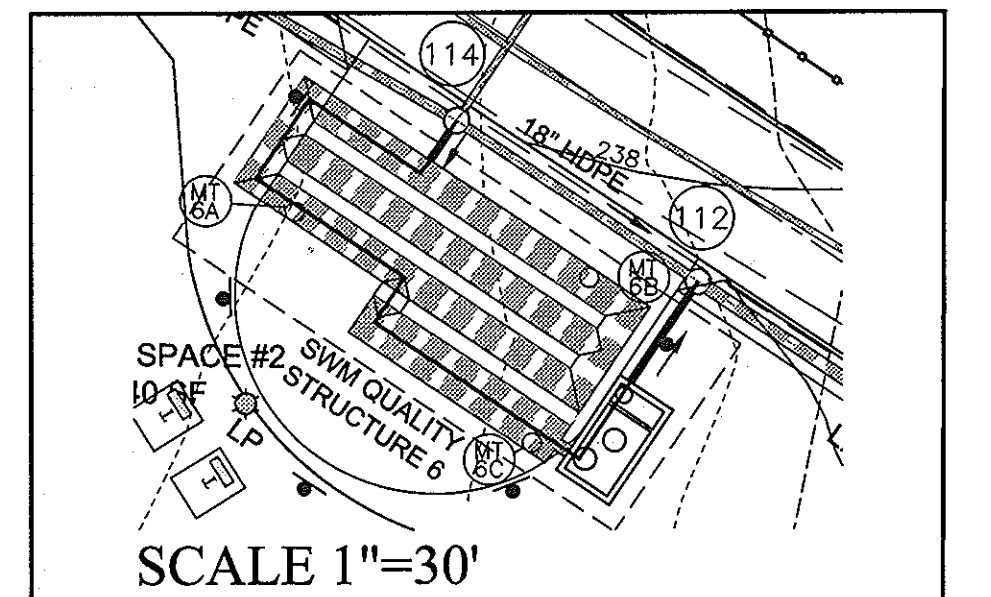 114
18" HDPE
238
112
MT
6A
MT
6B
SPACE #2
SWM QUALITY
STRUCTURE 6
LP
MT
6C
T
T
SCALE 1"=30'